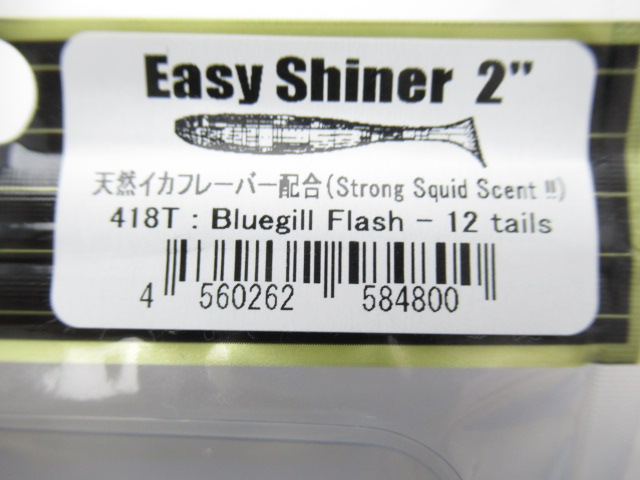 Easy Shiner 2"
天然イカフレーバー配合(Strong Squid Scent !!!)
418T : Bluegill Flash - 12 tails
4 560262 584800